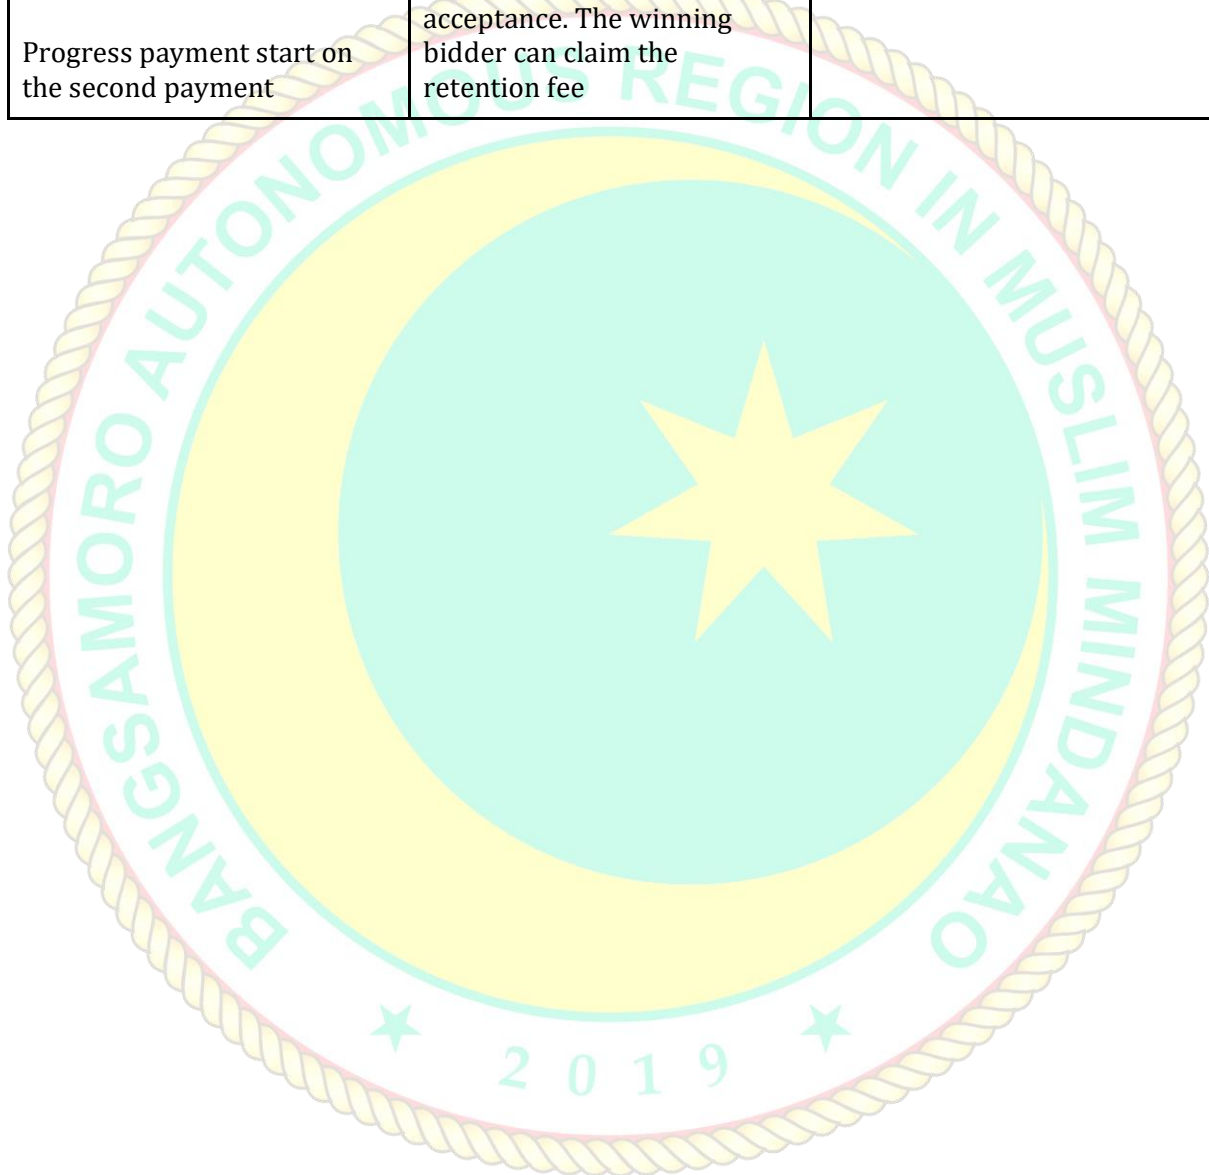 Progress payment start on
the second payment
acceptance. The winning
bidder can claim the
retention fee
BANGSAMORO AUTONOMOUS REGION IN MUSLIM MINDANAO
2019